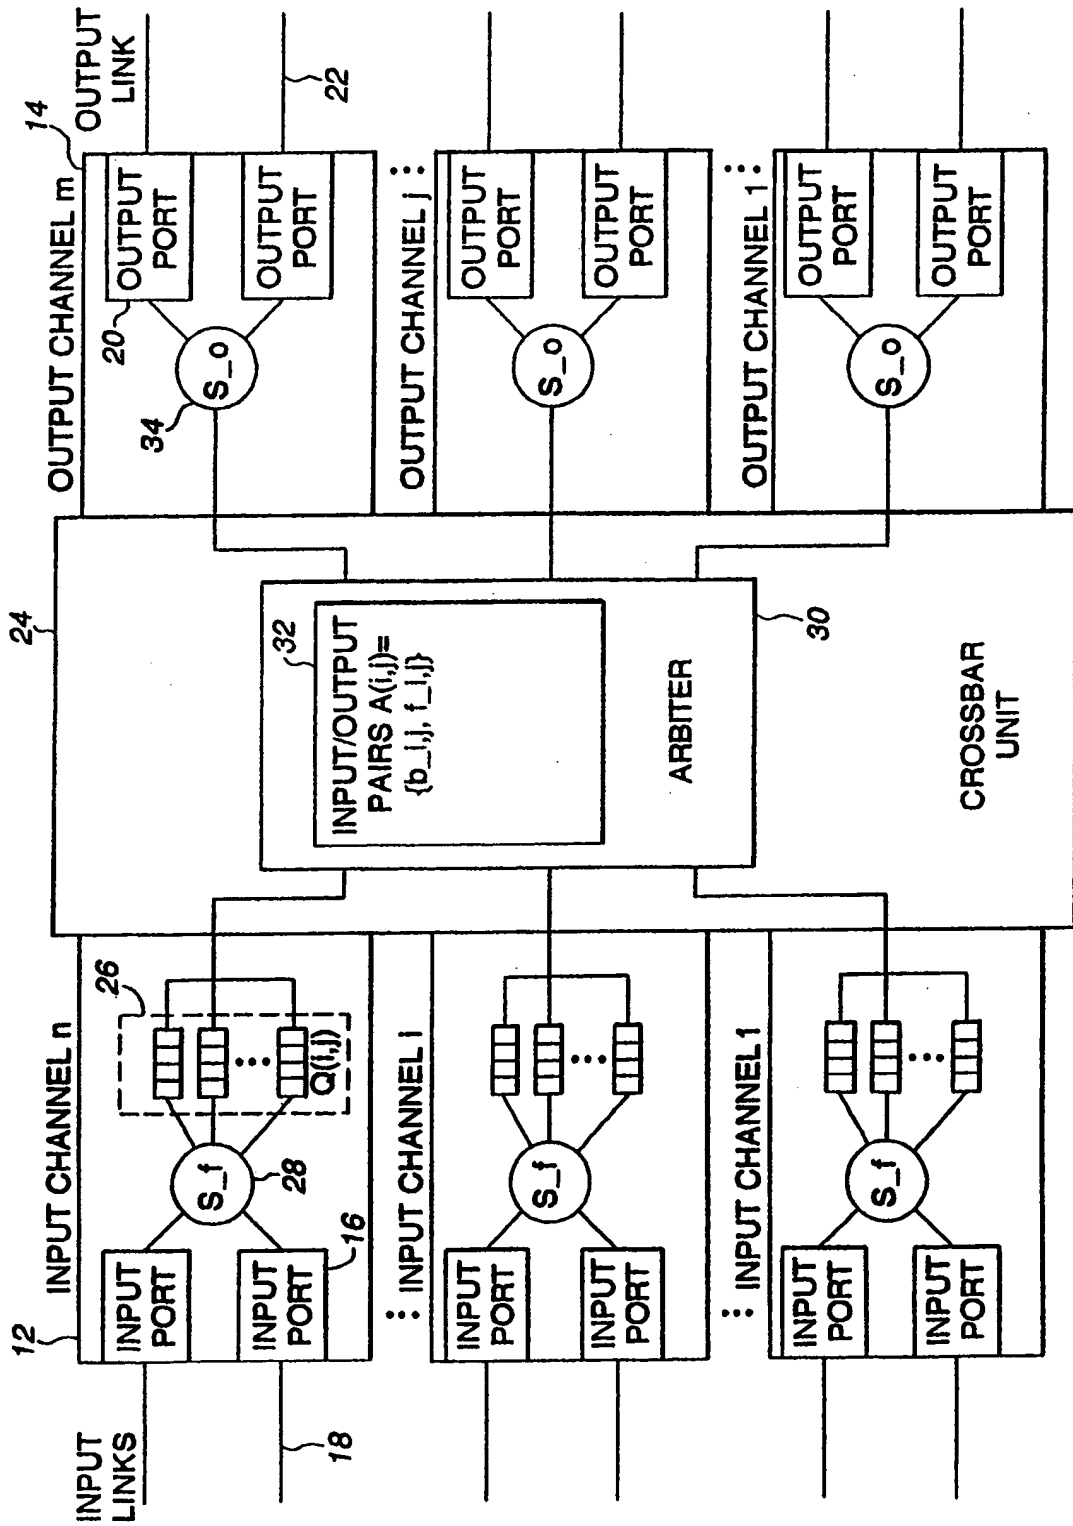 INPUT
LINKS
18
12
INPUT CHANNEL n
INPUT
PORT
INPUT
PORT
16
S_f
28
26
Q(i,j)
INPUT CHANNEL i
INPUT
PORT
INPUT
PORT
S_f
INPUT CHANNEL 1
INPUT
PORT
INPUT
PORT
S_f
24
32
INPUT/OUTPUT
PAIRS A(i,j)=
{b_i,j, f_i,j}
ARBITER
30
CROSSBAR
UNIT
OUTPUT CHANNEL m
14
34
S_o
20
OUTPUT
PORT
OUTPUT
PORT
OUTPUT CHANNEL j
S_o
OUTPUT
PORT
OUTPUT
PORT
OUTPUT CHANNEL 1
S_o
OUTPUT
PORT
OUTPUT
PORT
OUTPUT
LINK
22